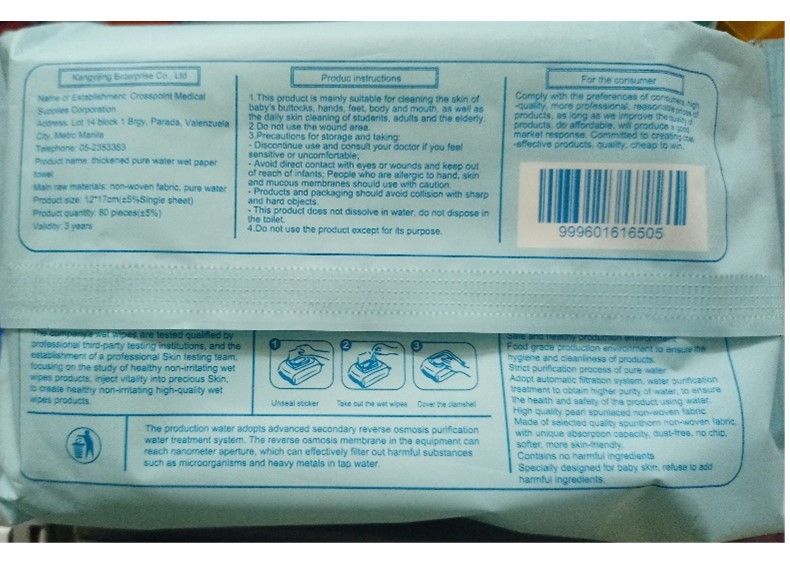 Kangying Enterprise Co., Ltd
Name of Establishment: Crosspoint Medical
Supplies Corporation
Address: Lot 14 block 1 Brgy, Parada, Valenzuela
City, Metro Manila
Telephone: 05-2353363
Product name: thickened pure water wet paper
towel
Main raw materials: non-woven fabric, pure water
Product size: 12*17cm(±5%Single sheet)
Product quantity: 80 pieces(±5%)
Validity: 3 years
Produc instructions
1.This product is mainly suitable for cleaning the skin of
baby's buttocks, hands, feet, body and mouth, as well as
the daily skin cleaning of students, adults and the elderly.
2.Do not use the wound area.
3.Precautions for storage and taking:
- Discontinue use and consult your doctor if you feel
sensitive or uncomfortable;
- Avoid direct contact with eyes or wounds and keep out
of reach of infants; People who are allergic to hand, skin
and mucous membranes should use with caution.
- Products and packaging should avoid collision with sharp
and hard objects.
- This product does not dissolve in water, do not dispose in
the toilet.
4.Do not use the product except for its purpose.
For the consumer
Comply with the preferences of consumers, high
-quality, more professional, reasonable prices of
products, as long as we improve the quality of
products, do affordable, will produce a good
market response. Committed to creating
-effective products, quality, cheap to win.
999601616505
The company's wet wipes are tested qualified by
professional third-party testing institutions, and the
establishment of a professional Skin testing team,
focusing on the study of healthy non-irritating wet
wipes products, inject vitality into precious Skin,
to create healthy non-irritating high-quality wet
wipes products.
1 2 3
Unseal sticker Take out the wet wipes Cover the clamshell
The production water adopts advanced secondary reverse osmosis purification
water treatment system. The reverse osmosis membrane in the equipment can
reach nanometer aperture, which can effectively filter out harmful substances
such as microorganisms and heavy metals in tap water.
Safe and healthy production environment
Food grade production environment to ensure the
hygiene and cleanliness of products.
Strict purification process of pure water
Adopt automatic filtration system, water purification
treatment to obtain higher purity of water, to ensure
the health and safety of the product using water.
High quality pearl spunlaced non-woven fabric
Made of selected quality spunthorn non-woven fabric,
with unique absorption capacity, dust-free, no chip,
softer, more skin-friendly.
Contains no harmful ingredients
Specially designed for baby skin, refuse to add
harmful ingredients.